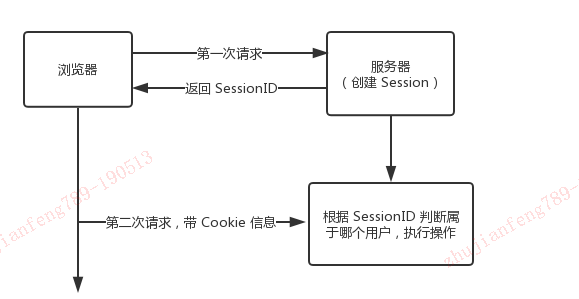 浏览器
第一次请求
服务器
（创建 Session）
返回 SessionID
第二次请求，带 Cookie 信息
根据 SessionID 判断属
于哪个用户，执行操作
jianfeng789-190513
zhujianfeng789-